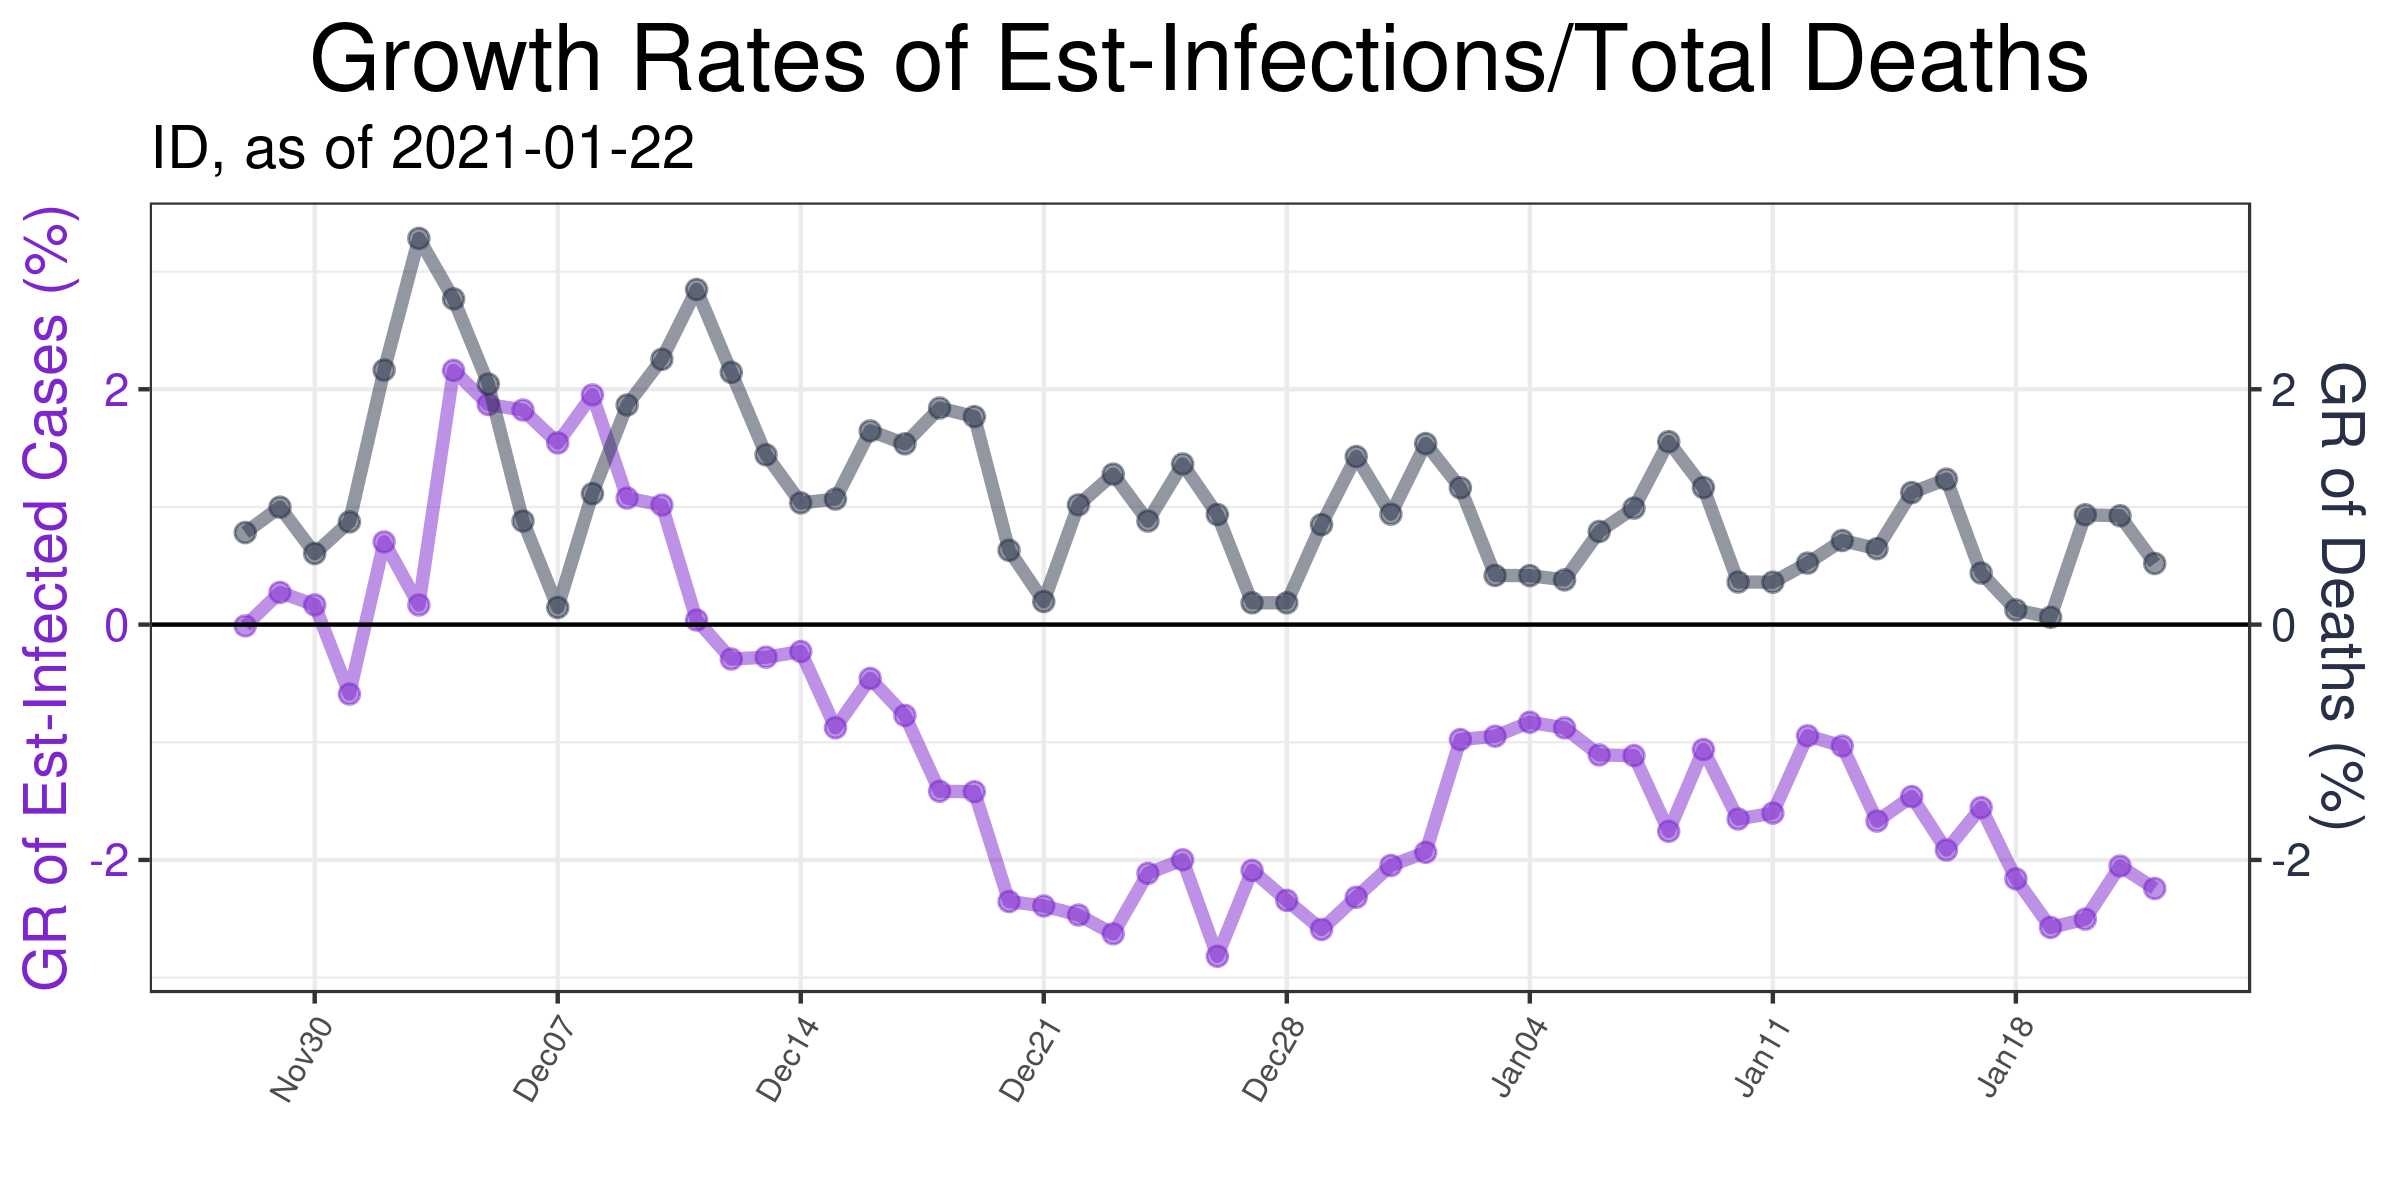 Growth Rates of Est-Infections/Total Deaths
ID, as of 2021-01-22
GR of Est-Infected Cases (%)
2
0
-2
2
0
-2
GR of Deaths (%)
Nov30
Dec07
Dec14
Dec21
Dec28
Jan04
Jan11
Jan18